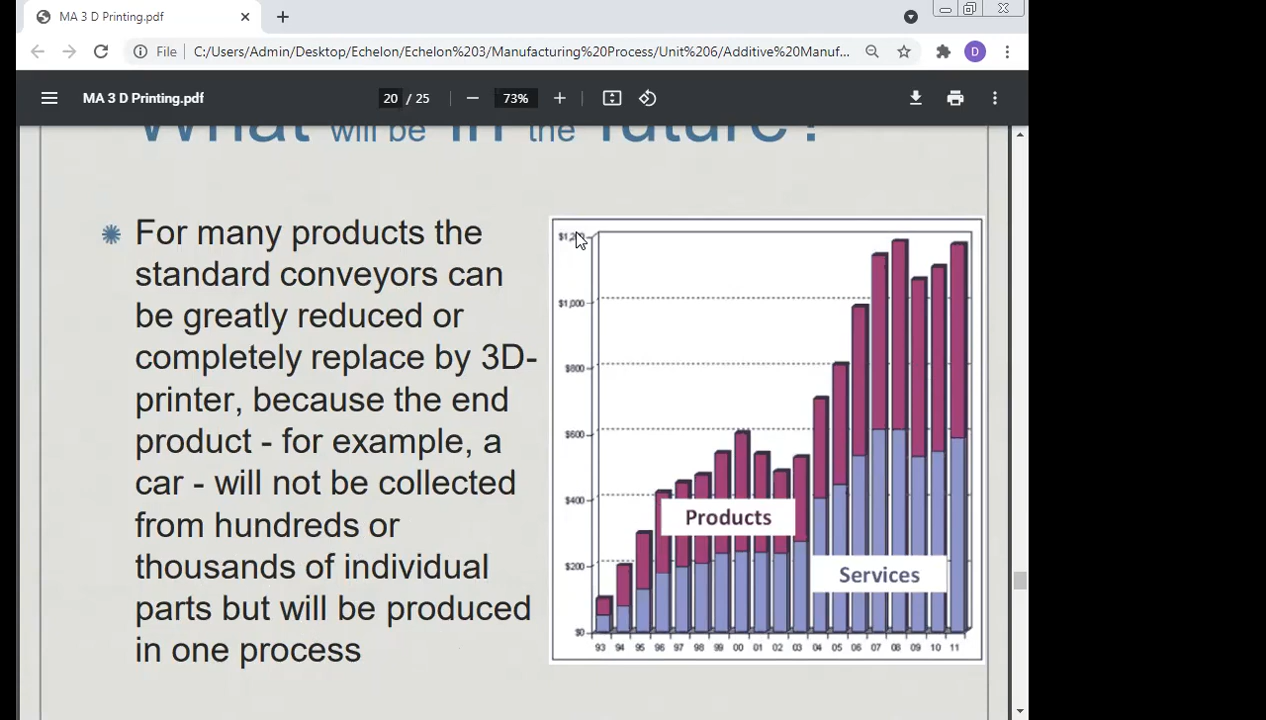 MA 3 D Printing.pdf
File C:/Users/Admin/Desktop/Echelon/Echelon%203/Manufacturing%20Process/Unit%206/Additive%20Manuf... D
MA 3 D Printing.pdf 20 / 25 73%
What will be in the future?
For many products the
standard conveyors can
be greatly reduced or
completely replace by 3D-
printer, because the end
product - for example, a
car - will not be collected
from hundreds or
thousands of individual
parts but will be produced
in one process
$1,000
$800
$600
$400
$200
$0
Products
Services
93 94 95 96 97 98 99 00 01 02 03 04 05 06 07 08 09 10 11